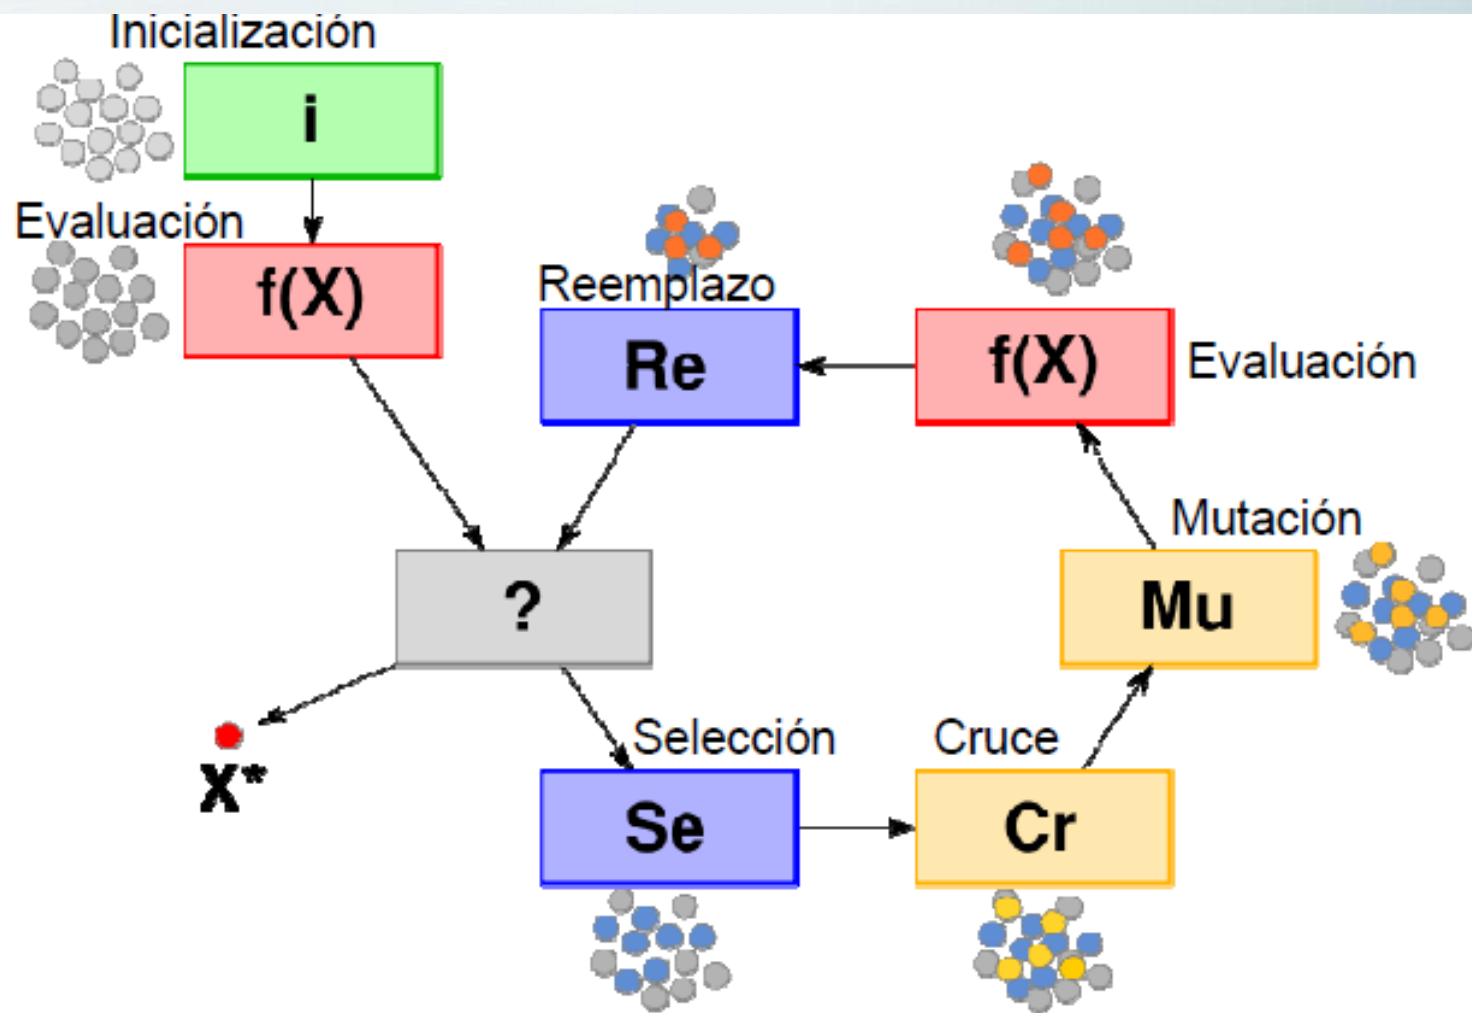 Inicialización
i
Evaluación
f(X)
Reemplazo
Re
f(X)
Evaluación
?
Mutación
Mu
X*
Selección
Se
Cruce
Cr